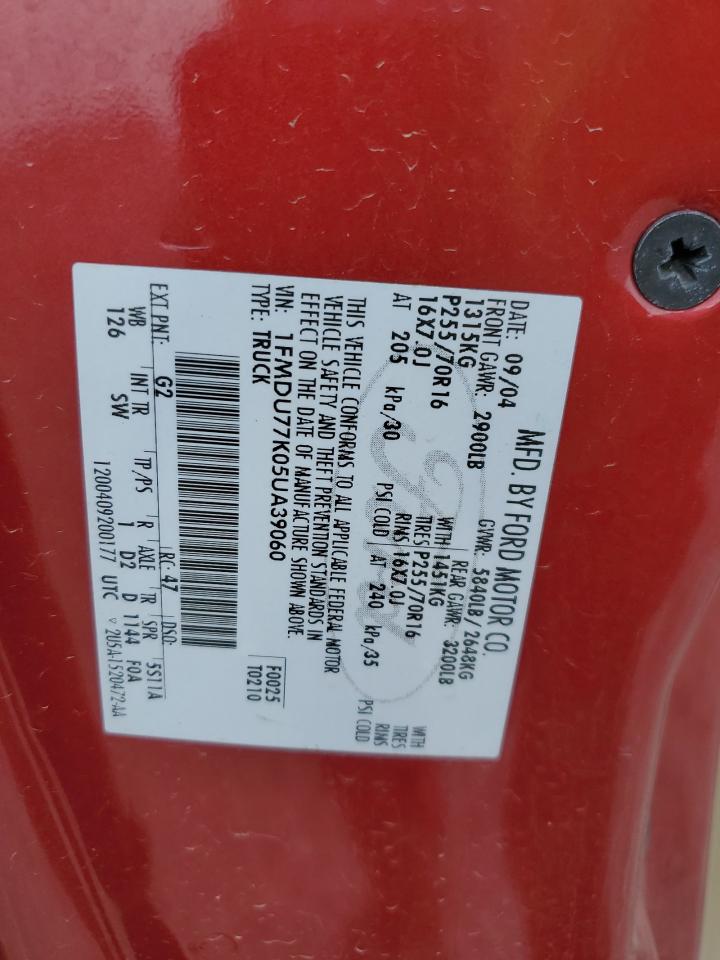 MFD. BY FORD MOTOR CO.
DATE: 09/04 GVWR: 5840LB/ 2648KG
FRONT GAWR: 2900LB REAR GAWR: 3200LB
1315KG WITH 1451KG WITH
P255/70R16 TIRES P255/70R16 TIRES
16X7.0J RIMS 16X7.0J RIMS
AT 205 kPa/30 PSI COLD AT 240 kPa/35 PSI COLD
THIS VEHICLE CONFORMS TO ALL APPLICABLE FEDERAL MOTOR
VEHICLE SAFETY AND THEFT PREVENTION STANDARDS IN
EFFECT ON THE DATE OF MANUFACTURE SHOWN ABOVE.
VIN: 1FMDU77K05UA39060 F0025
TYPE: TRUCK T0210
EXT PNT: G2 RC: 47 DSO:
WB INT TR TP/PS R AXLE TR SPR 5S11A
126 SW 1 D2 D 1144 F0A
1200409200177 UTC ▽ 2U5A-1520472-AA
Ford